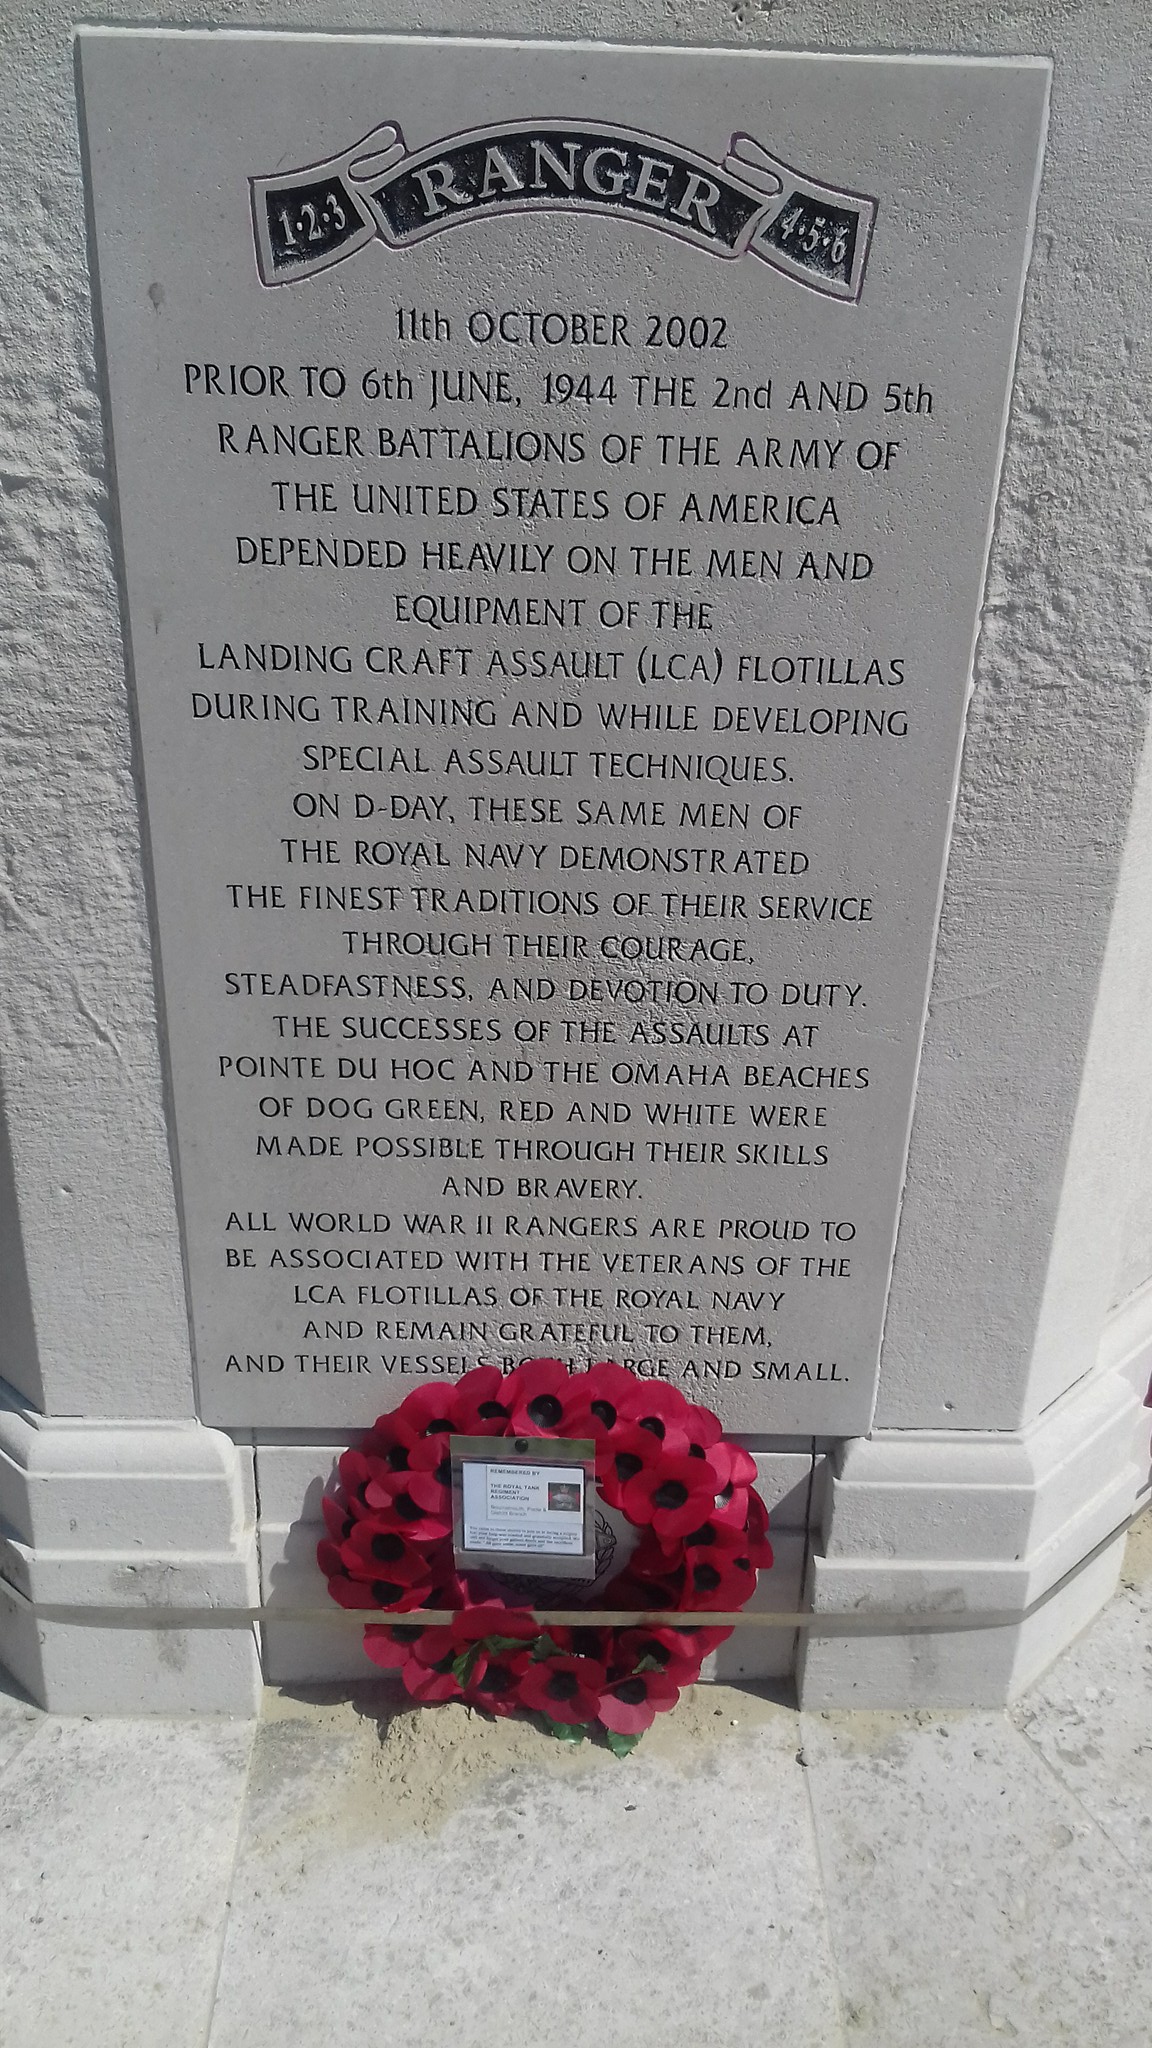 1·2·3 RANGER 4·5·6
11th OCTOBER 2002
PRIOR TO 6th JUNE, 1944 THE 2nd AND 5th
RANGER BATTALIONS OF THE ARMY OF
THE UNITED STATES OF AMERICA
DEPENDED HEAVILY ON THE MEN AND
EQUIPMENT OF THE
LANDING CRAFT ASSAULT (LCA) FLOTILLAS
DURING TRAINING AND WHILE DEVELOPING
SPECIAL ASSAULT TECHNIQUES.
ON D-DAY, THESE SAME MEN OF
THE ROYAL NAVY DEMONSTRATED
THE FINEST TRADITIONS OF THEIR SERVICE
THROUGH THEIR COURAGE,
STEADFASTNESS, AND DEVOTION TO DUTY.
THE SUCCESSES OF THE ASSAULTS AT
POINTE DU HOC AND THE OMAHA BEACHES
OF DOG GREEN, RED AND WHITE WERE
MADE POSSIBLE THROUGH THEIR SKILLS
AND BRAVERY.
ALL WORLD WAR II RANGERS ARE PROUD TO
BE ASSOCIATED WITH THE VETERANS OF THE
LCA FLOTILLAS OF THE ROYAL NAVY
AND REMAIN GRATEFUL TO THEM,
AND THEIR VESSELS BOTH LARGE AND SMALL.
REMEMBERED BY
THE ROYAL TANK
REGIMENT
ASSOCIATION
Bournemouth, Poole &
District Branch